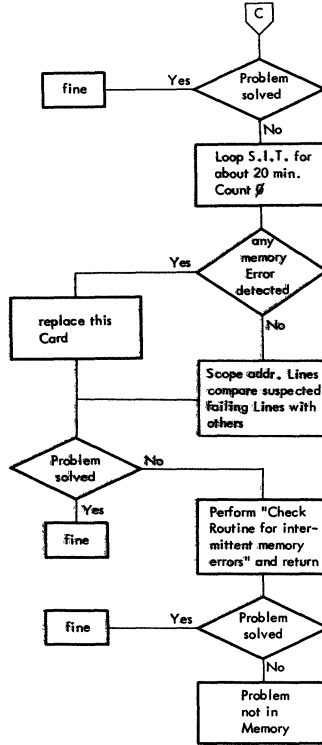 C
Problem
solved
Yes
fine
No
Loop S.I.T. for
about 20 min.
Count Ø
any
memory
Error
detected
Yes
replace this
Card
No
Scope addr. Lines
compare suspected
failing Lines with
others
Problem
solved
No
Yes
fine
Perform "Check
Routine for inter-
mittent memory
errors" and return
Problem
solved
Yes
fine
No
Problem
not in
Memory